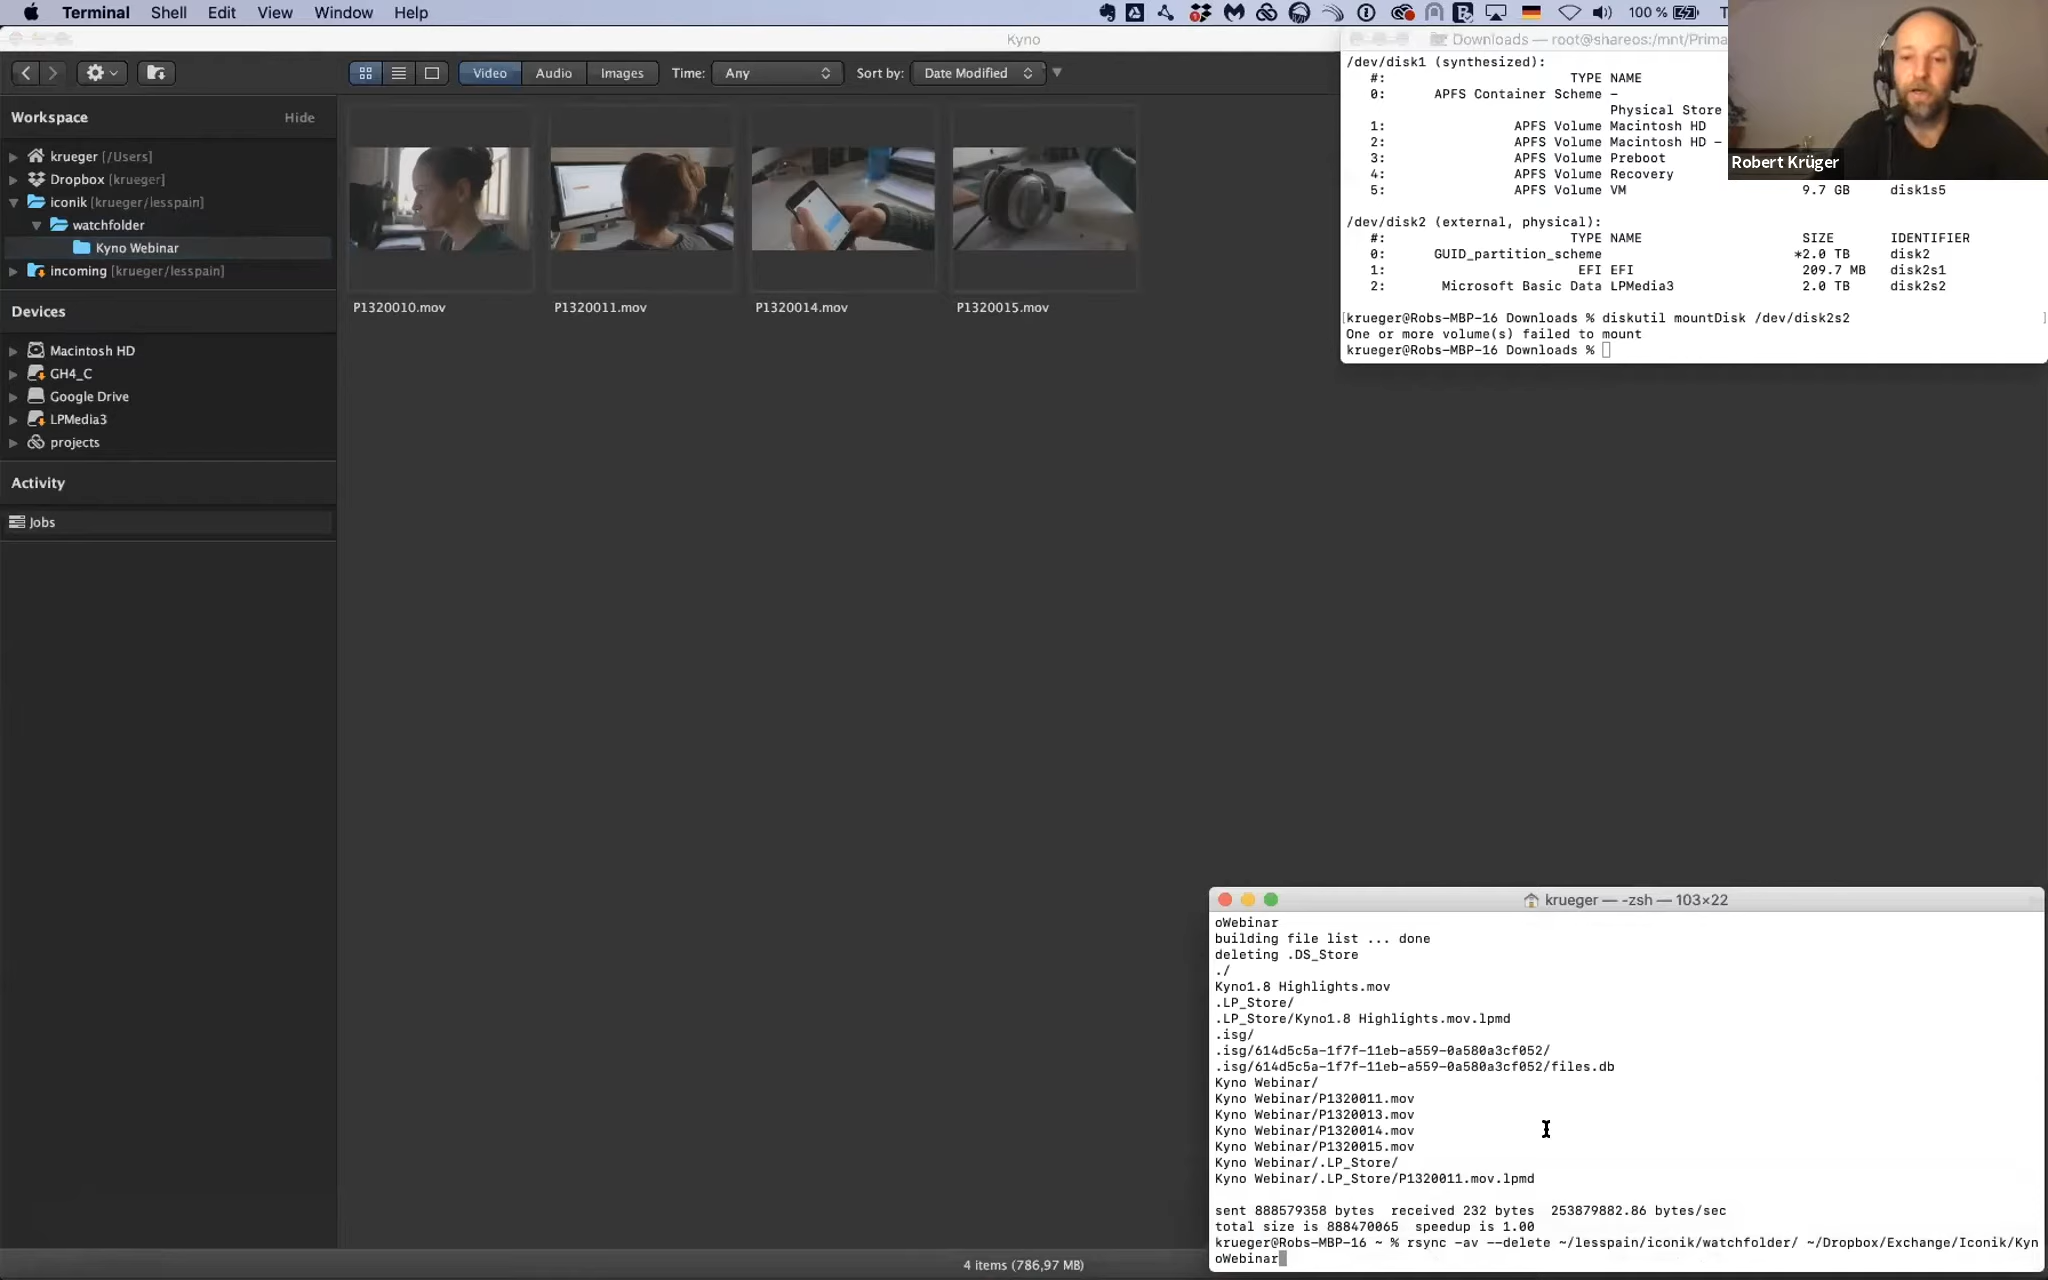 Terminal Shell Edit View Window Help 100 %
Kyno
Video Audio Images Time: Any Sort by: Date Modified
Workspace Hide
krueger [/Users]
Dropbox [krueger]
iconik [krueger/lesspain]
watchfolder
Kyno Webinar
incoming [krueger/lesspain]
Devices
Macintosh HD
GH4_C
Google Drive
LPMedia3
projects
Activity
Jobs
P1320010.mov P1320011.mov P1320014.mov P1320015.mov
4 items (786,97 MB)
Downloads — root@shareos:/mnt/Prima
/dev/disk1 (synthesized):
#: TYPE NAME
0: APFS Container Scheme -
Physical Store
1: APFS Volume Macintosh HD
2: APFS Volume Macintosh HD -
3: APFS Volume Preboot
4: APFS Volume Recovery
5: APFS Volume VM 9.7 GB disk1s5
/dev/disk2 (external, physical):
#: TYPE NAME SIZE IDENTIFIER
0: GUID_partition_scheme *2.0 TB disk2
1: EFI EFI 209.7 MB disk2s1
2: Microsoft Basic Data LPMedia3 2.0 TB disk2s2
[krueger@Robs-MBP-16 Downloads % diskutil mountDisk /dev/disk2s2 ]
One or more volume(s) failed to mount
krueger@Robs-MBP-16 Downloads %
Robert Krüger
krueger — -zsh — 103×22
oWebinar
building file list ... done
deleting .DS_Store
./
Kyno1.8 Highlights.mov
.LP_Store/
.LP_Store/Kyno1.8 Highlights.mov.lpmd
.isg/
.isg/614d5c5a-1f7f-11eb-a559-0a580a3cf052/
.isg/614d5c5a-1f7f-11eb-a559-0a580a3cf052/files.db
Kyno Webinar/
Kyno Webinar/P1320011.mov
Kyno Webinar/P1320013.mov
Kyno Webinar/P1320014.mov
Kyno Webinar/P1320015.mov
Kyno Webinar/.LP_Store/
Kyno Webinar/.LP_Store/P1320011.mov.lpmd
sent 888579358 bytes received 232 bytes 253879882.86 bytes/sec
total size is 888470065 speedup is 1.00
krueger@Robs-MBP-16 ~ % rsync -av --delete ~/lesspain/iconik/watchfolder/ ~/Dropbox/Exchange/Iconik/Kyn
oWebinar